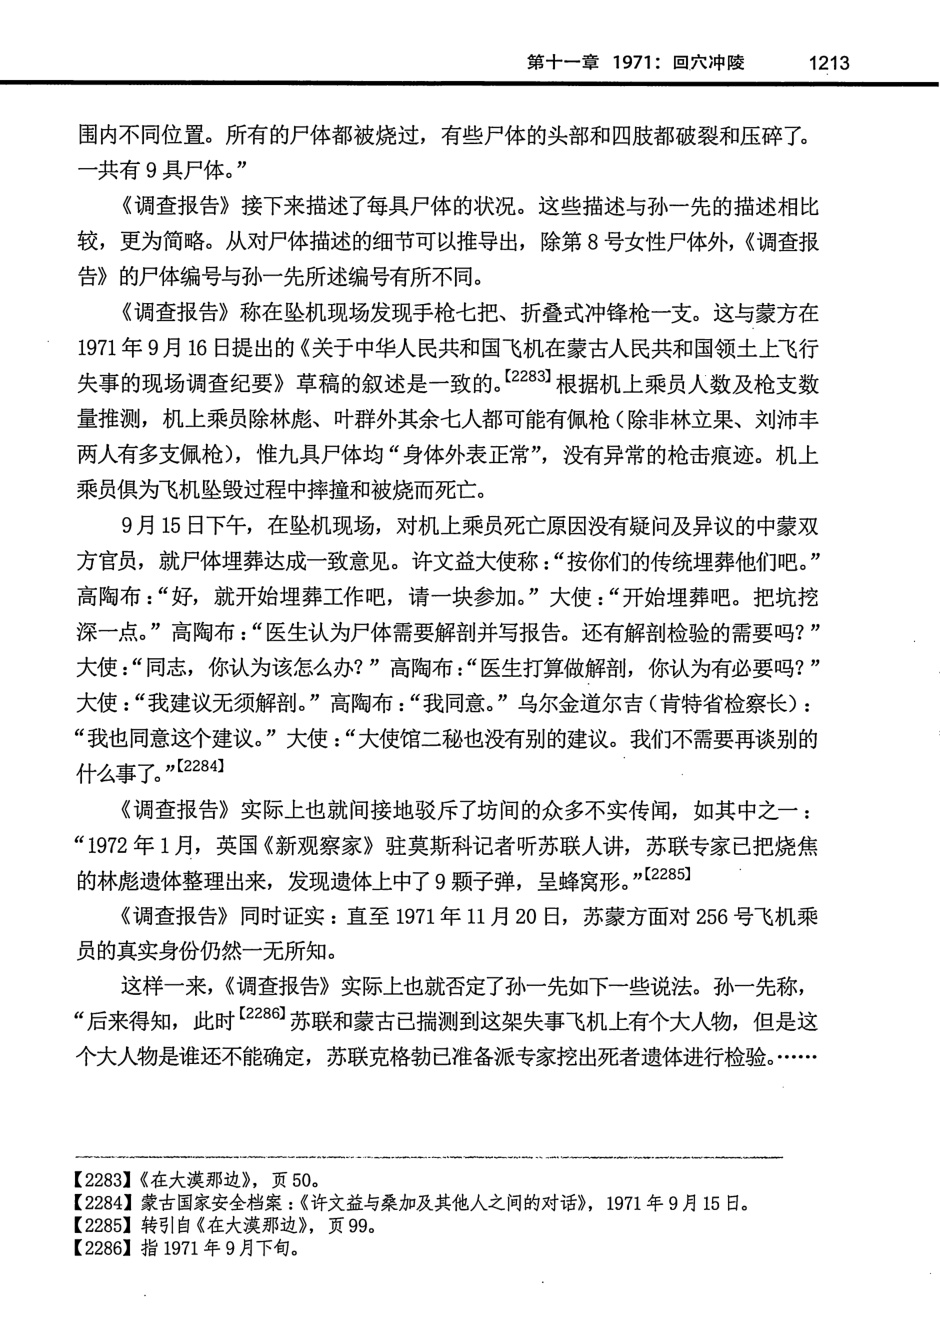 第十一章 1971：回穴冲陵 1213
围内不同位置。所有的尸体都被烧过，有些尸体的头部和四肢都破裂和压碎了。
一共有 9 具尸体。”
《调查报告》接下来描述了每具尸体的状况。这些描述与孙一先的描述相比
较，更为简略。从对尸体描述的细节可以推导出，除第 8 号女性尸体外，《调查报
告》的尸体编号与孙一先所述编号有所不同。
《调查报告》称在坠机现场发现手枪七把、折叠式冲锋枪一支。这与蒙方在
1971 年 9 月 16 日提出的《关于中华人民共和国飞机在蒙古人民共和国领土上飞行
失事的现场调查纪要》草稿的叙述是一致的。【2283】根据机上乘员人数及枪支数
量推测，机上乘员除林彪、叶群外其余七人都可能有佩枪（除非林立果、刘沛丰
两人有多支佩枪），惟九具尸体均“身体外表正常”，没有异常的枪击痕迹。机上
乘员俱为飞机坠毁过程中摔撞和被烧而死亡。
9 月 15 日下午，在坠机现场，对机上乘员死亡原因没有疑问及异议的中蒙双
方官员，就尸体埋葬达成一致意见。许文益大使称：“按你们的传统埋葬他们吧。”
高陶布：“好，就开始埋葬工作吧，请一块参加。”大使：“开始埋葬吧。把坑挖
深一点。”高陶布：“医生认为尸体需要解剖并写报告。还有解剖检验的需要吗？”
大使：“同志，你认为该怎么办？”高陶布：“医生打算做解剖，你认为有必要吗？”
大使：“我建议无须解剖。”高陶布：“我同意。”乌尔金道尔吉（肯特省检察长）：
“我也同意这个建议。”大使：“大使馆二秘也没有别的建议。我们不需要再谈别的
什么事了。”【2284】
《调查报告》实际上也就间接地驳斥了坊间的众多不实传闻，如其中之一：
“1972 年 1 月，英国《新观察家》驻莫斯科记者听苏联人讲，苏联专家已把烧焦
的林彪遗体整理出来，发现遗体上中了 9 颗子弹，呈蜂窝形。”【2285】
《调查报告》同时证实：直至 1971 年 11 月 20 日，苏蒙方面对 256 号飞机乘
员的真实身份仍然一无所知。
这样一来，《调查报告》实际上也就否定了孙一先如下一些说法。孙一先称，
“后来得知，此时【2286】苏联和蒙古已揣测到这架失事飞机上有个大人物，但是这
个大人物是谁还不能确定，苏联克格勃已准备派专家挖出死者遗体进行检验。……
【2283】《在大漠那边》，页 50。
【2284】蒙古国家安全档案：《许文益与桑加及其他人之间的对话》，1971 年 9 月 15 日。
【2285】转引自《在大漠那边》，页 99。
【2286】指 1971 年 9 月下旬。